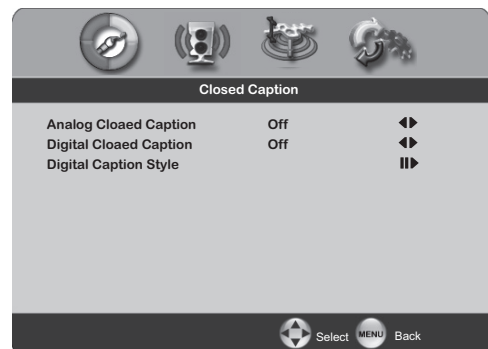 Closed Caption
Analog Cloaed Caption Off
Digital Cloaed Caption Off
Digital Caption Style
Select MENU Back